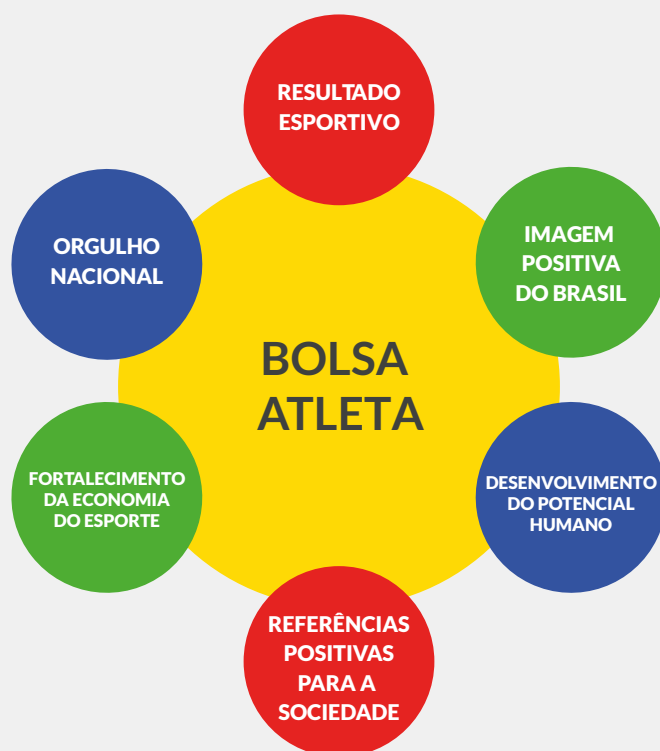 RESULTADO
ESPORTIVO
ORGULHO
NACIONAL
IMAGEM
POSITIVA
DO BRASIL
BOLSA
ATLETA
FORTALECIMENTO
DA ECONOMIA
DO ESPORTE
DESENVOLVIMENTO
DO POTENCIAL
HUMANO
REFERÊNCIAS
POSITIVAS
PARA A
SOCIEDADE